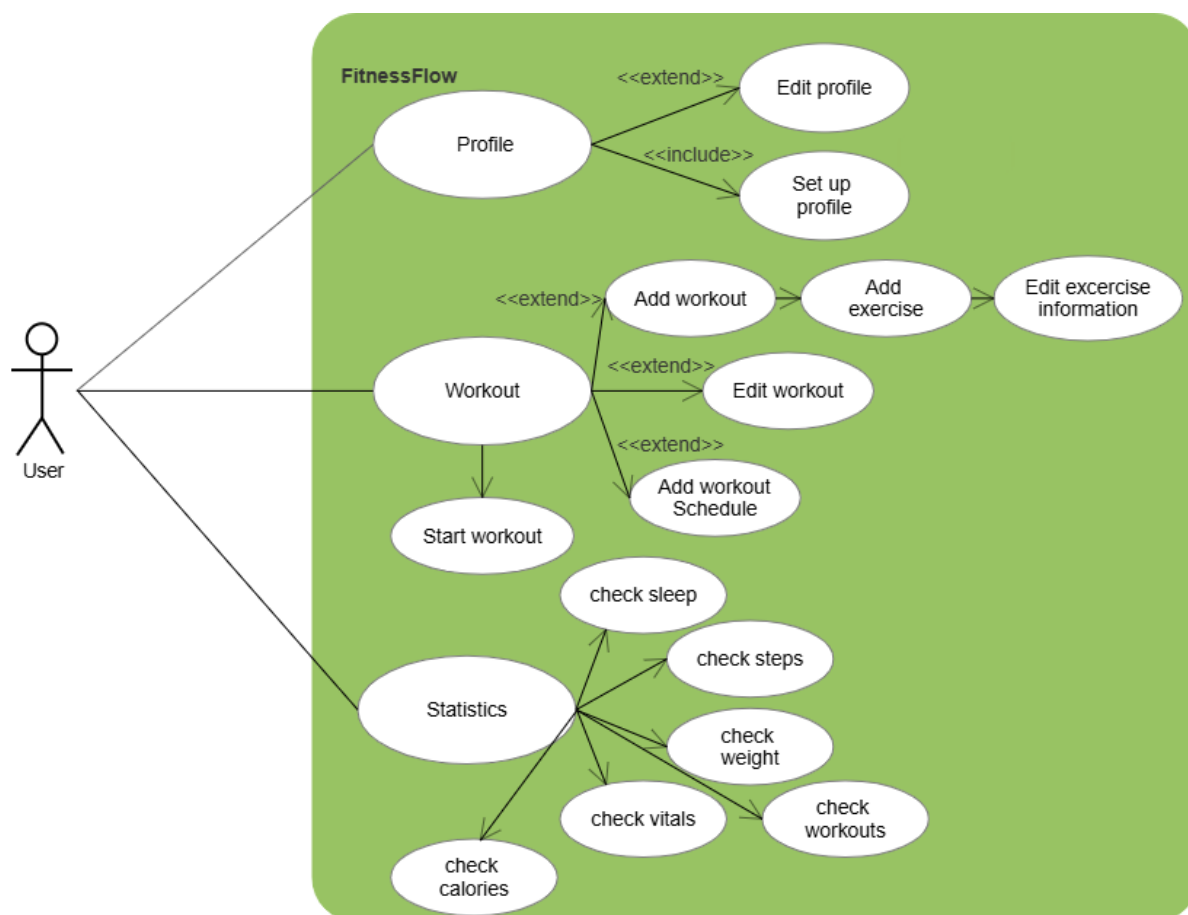 FitnessFlow
<<extend>>
Edit profile
Profile
<<include>>
Set up
profile
<<extend>>
Add workout
Add
exercise
Edit excercise
information
<<extend>>
Workout
Edit workout
User
<<extend>>
Add workout
Schedule
Start workout
check sleep
check steps
Statistics
check
weight
check vitals
check
workouts
check
calories